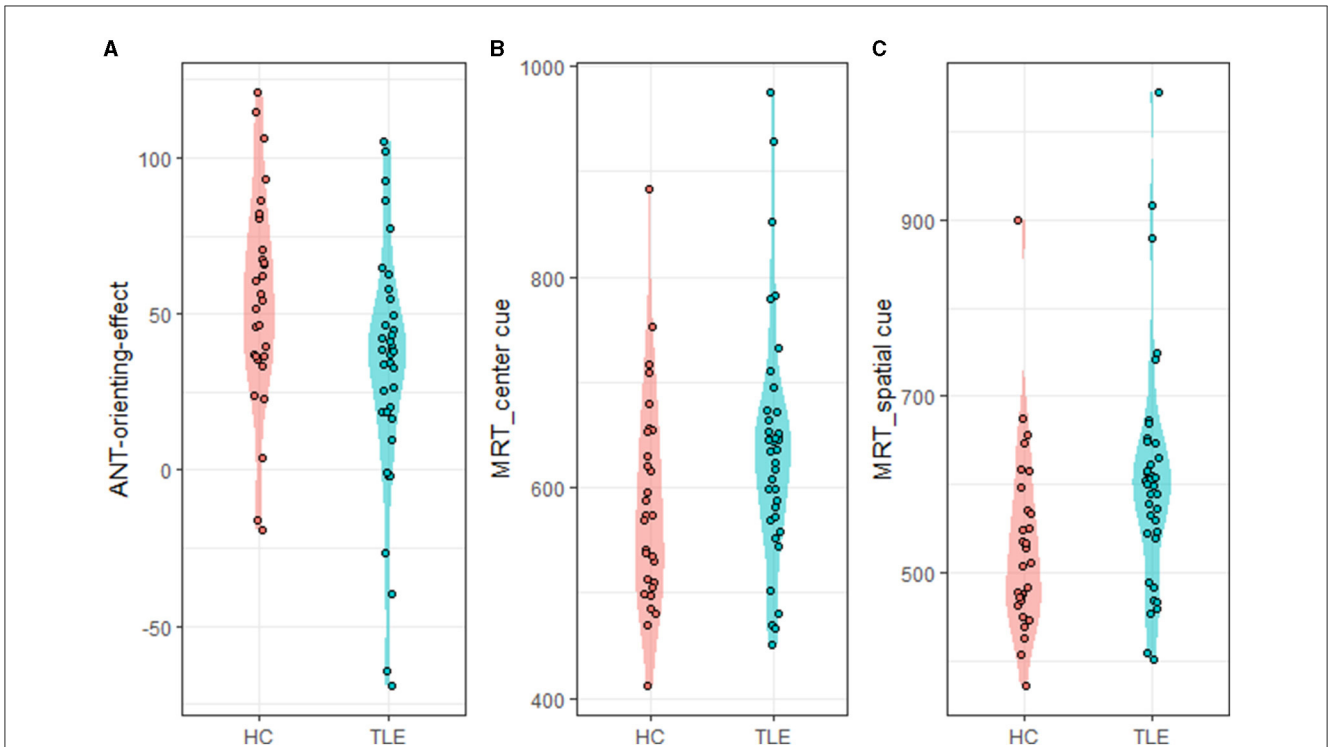 A
ANT-orienting-effect
100
50
0
-50
HC
TLE
B
MRT_center cue
1000
800
600
400
HC
TLE
C
MRT_spatial cue
900
700
500
HC
TLE